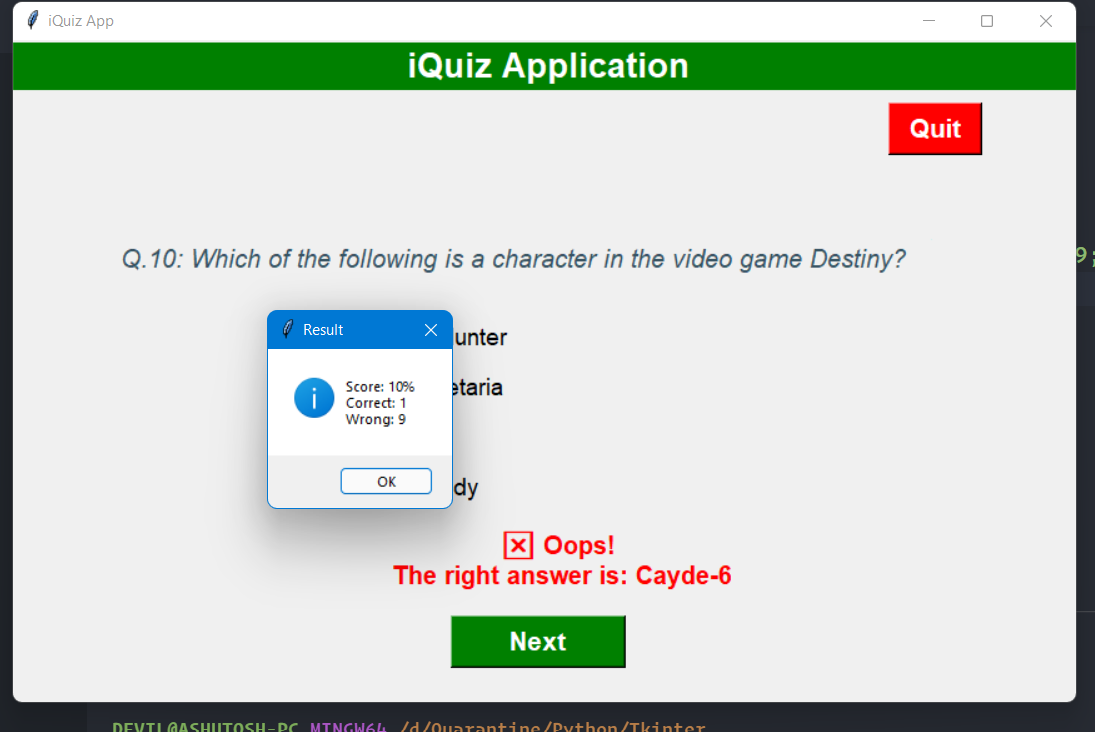 iQuiz App
iQuiz Application
Quit
Q.10: Which of the following is a character in the video game Destiny?
9;
Result
unter
Score: 10%
etaria
Correct: 1
Wrong: 9
OK
dy
Oops!
The right answer is: Cayde-6
Next
DEVIL@ASHUTOSH-PC MINGW64 /d/Quarantine/Python/Tkinter